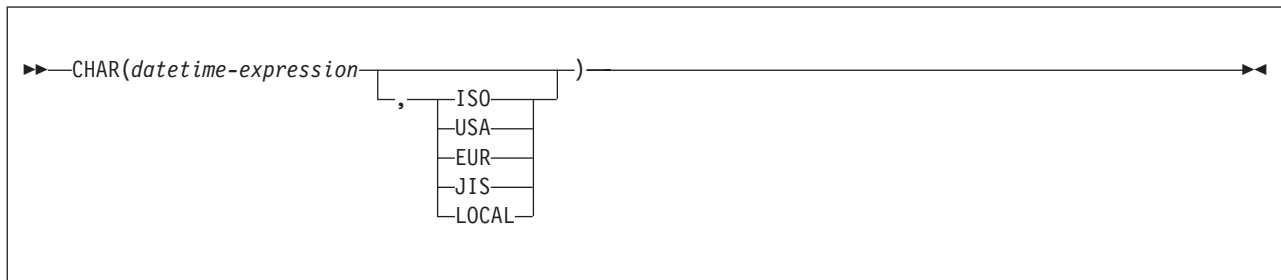 CHAR(datetime-expression )
, ISO
USA
EUR
JIS
LOCAL